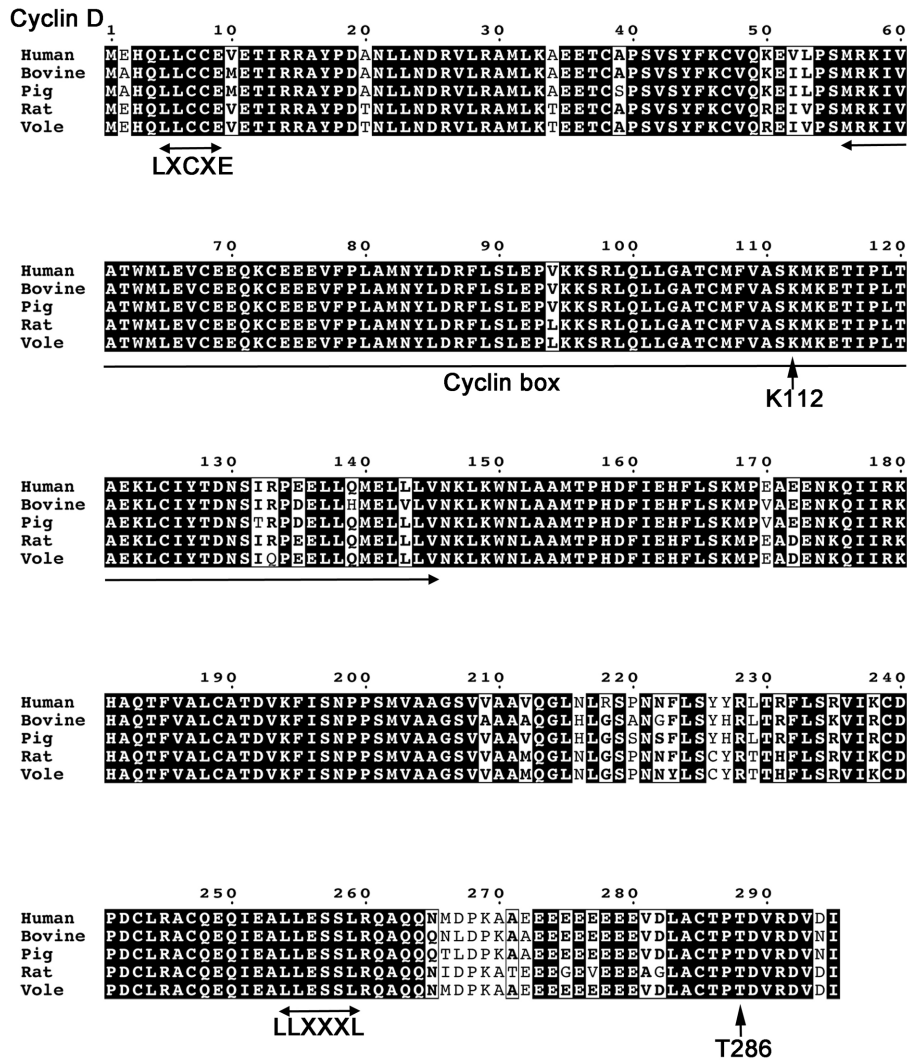 Cyclin D
1 10 20 30 40 50 60
Human MEHQLLCCEVETIRRAYPDANLLNDRVLRAMLKAEETCAPSVSYFKCVQKEVLPSMRKIV
Bovine MAHQLLCCEMETIRRAYPDANLLNDRVLRAMLKAEETCAPSVSYFKCVQKEILPSMRKIV
Pig MAHQLLCCEMETIRRAYPDANLLNDRVLRAMLKAEETCSPSVSYFKCVQKEILPSMRKIV
Rat MEHQLLCCEVETIRRAYPDTNLLNDRVLRAMLKTEETCAPSVSYFKCVQREIVPSMRKIV
Vole MEHQLLCCEVETIRRAYPDTNLLNDRVLRAMLKTEETCAPSVSYFKCVQREIVPSMRKIV
LXCXE
70 80 90 100 110 120
Human ATWMLEVCEEQKCEEEVFPLAMNYLDRFLSLEPVKKSRLQLLGATCMFVASKMKETIPLT
Bovine ATWMLEVCEEQKCEEEVFPLAMNYLDRFLSLEPVKKSRLQLLGATCMFVASKMKETIPLT
Pig ATWMLEVCEEQKCEEEVFPLAMNYLDRFLSLEPVKKSRLQLLGATCMFVASKMKETIPLT
Rat ATWMLEVCEEQKCEEEVFPLAMNYLDRFLSLEPLKKSRLQLLGATCMFVASKMKETIPLT
Vole ATWMLEVCEEQKCEEEVFPLAMNYLDRFLSLEPLKKSRLQLLGATCMFVASKMKETIPLT
Cyclin box
K112
130 140 150 160 170 180
Human AEKLCIYTDNSIRPEELLQMELLLVNKLKWNLAAMTPHDFIEHFLSKMPEAEENKQIIRK
Bovine AEKLCIYTDNSIRPDELLHMELVLVNKLKWNLAAMTPHDFIEHFLSKMPVAEENKQIIRK
Pig AEKLCIYTDNSTRPDELLQMELLLVNKLKWNLAAMTPHDFIEHFLSKMPVAEENKQIIRK
Rat AEKLCIYTDNSIRPEELLQMELLLVNKLKWNLAAMTPHDFIEHFLSKMPEADENKQIIRK
Vole AEKLCIYTDNSIQPEELLQMELLLVNKLKWNLAAMTPHDFIEHFLSKMPEADENKQIIRK
190 200 210 220 230 240
Human HAQTFVALCATDVKFISNPPSMVAAGSVVAAVQGLNLRSPNNFLSYYRLTRFLSRVIKCD
Bovine HAQTFVALCATDVKFISNPPSMVAAGSVAAAAQGLHLGSANGFLSYHRLTRFLSKVIRCD
Pig HAQTFVALCATDVKFISNPPSMVAAGSVVAAVQGLHLGSSNSFLSYHRLTRFLSRVIRCD
Rat HAQTFVALCATDVKFISNPPSMVAAGSVVAAMQGLNLGSPNNFLSCYRTTHFLSRVIKCD
Vole HAQTFVALCATDVKFISNPPSMVAAGSVVAAMQGLNLGSPNNYLSCYRTTHFLSRVIKCD
250 260 270 280 290
Human PDCLRACQEQIEALLESSLRQAQQNMDPKAAEEEEEEEEEVDLACTPTDVRDVDI
Bovine PDCLRACQEQIEALLESSLRQAQQQNLDPKAAEEEEEEEEEVDLACTPTDVRDVNI
Pig PDCLRACQEQIEALLESSLRQAQQQTLDPKAAEEEEEEEEEVDLACTPTDVRDVNI
Rat PDCLRACQEQIEALLESSLRQAQQNIDPKATEEEGEVEEEAGLACTPTDVRDVDI
Vole PDCLRACQEQIEALLESSLRQAQQNIDPKAAEEEEEEEEEVDLACTPTDVRDVDI
LLXXXL
T286